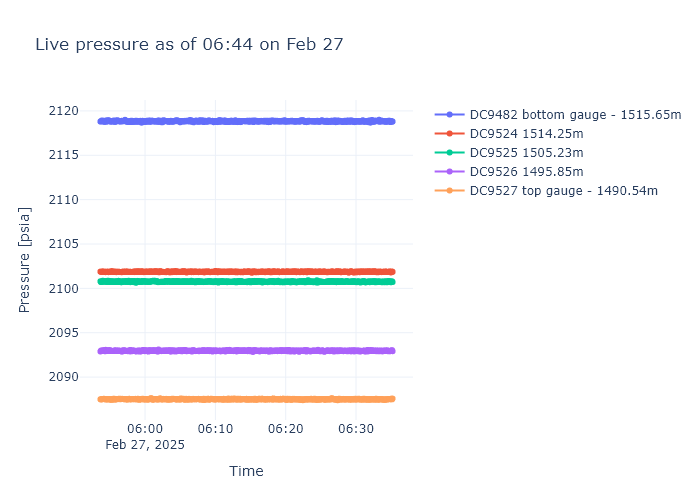 Live pressure as of 06:44 on Feb 27
DC9482 bottom gauge - 1515.65m
DC9524 1514.25m
DC9525 1505.23m
DC9526 1495.85m
DC9527 top gauge - 1490.54m
Pressure [psia]
2120
2115
2110
2105
2100
2095
2090
06:00
06:10
06:20
06:30
Feb 27, 2025
Time